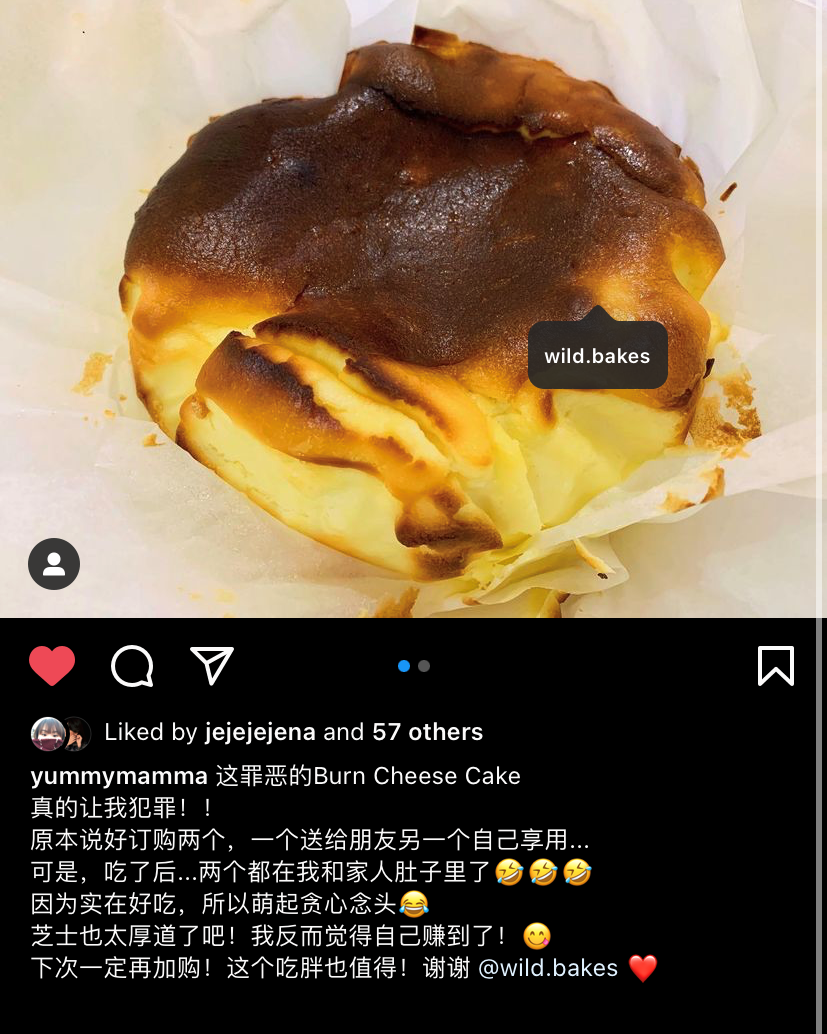 wild.bakes
Liked by jejejejena and 57 others
yummymamma 这罪恶的Burn Cheese Cake
真的让我犯罪！！
原本说好订购两个，一个送给朋友另一个自己享用...
可是，吃了后...两个都在我和家人肚子里了🤣🤣🤣
因为实在好吃，所以萌起贪心念头😂
芝士也太厚道了吧！我反而觉得自己赚到了！😋
下次一定再加购！这个吃胖也值得！谢谢 @wild.bakes ❤️